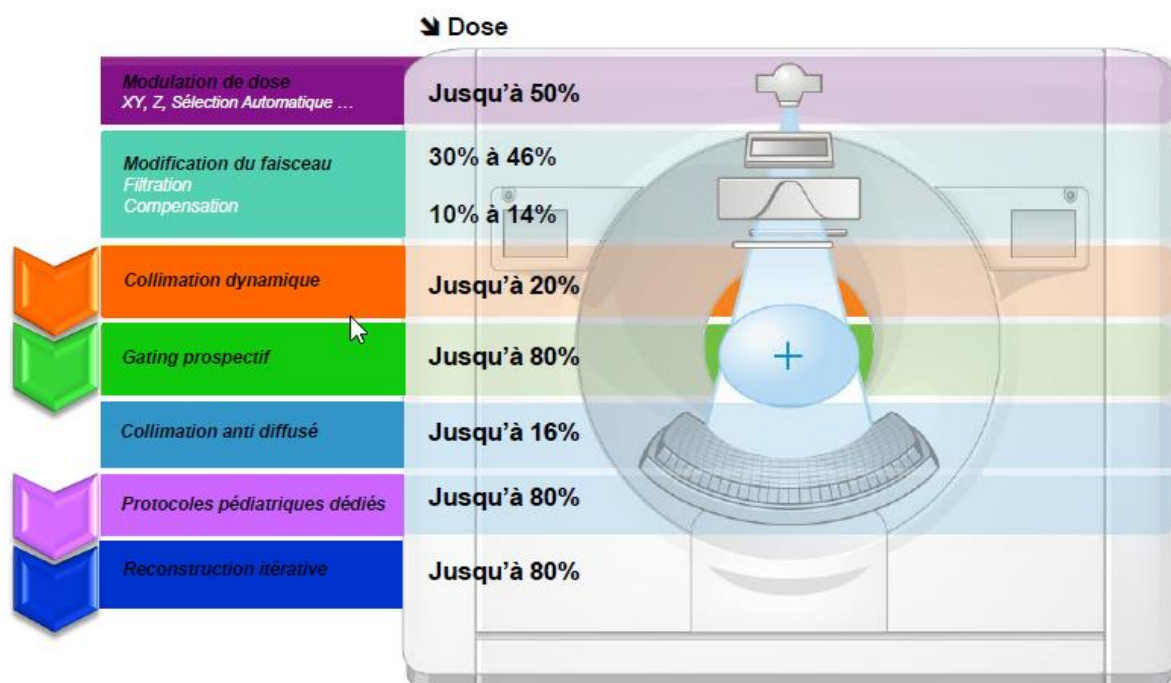 ➘ Dose
Modulation de dose
XY, Z, Sélection Automatique ...
Jusqu'à 50%
Modification du faisceau
Filtration
Compensation
30% à 46%
10% à 14%
Collimation dynamique
Jusqu'à 20%
Gating prospectif
Jusqu'à 80%
Collimation anti diffusé
Jusqu'à 16%
Protocoles pédiatriques dédiés
Jusqu'à 80%
Reconstruction itérative
Jusqu'à 80%